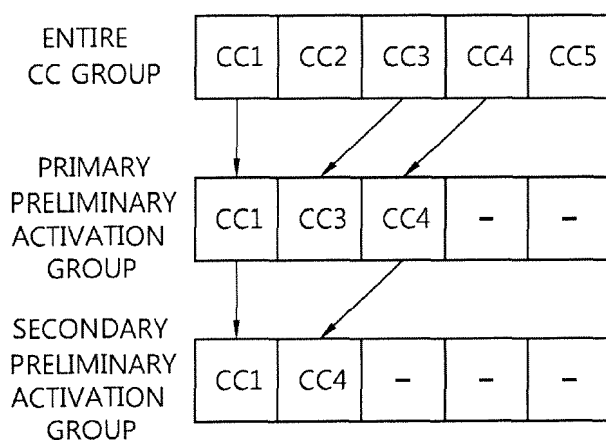 ENTIRE
CC GROUP
CC1 CC2 CC3 CC4 CC5
PRIMARY
PRELIMINARY
ACTIVATION
GROUP
CC1 CC3 CC4 – –
SECONDARY
PRELIMINARY
ACTIVATION
GROUP
CC1 CC4 – – –